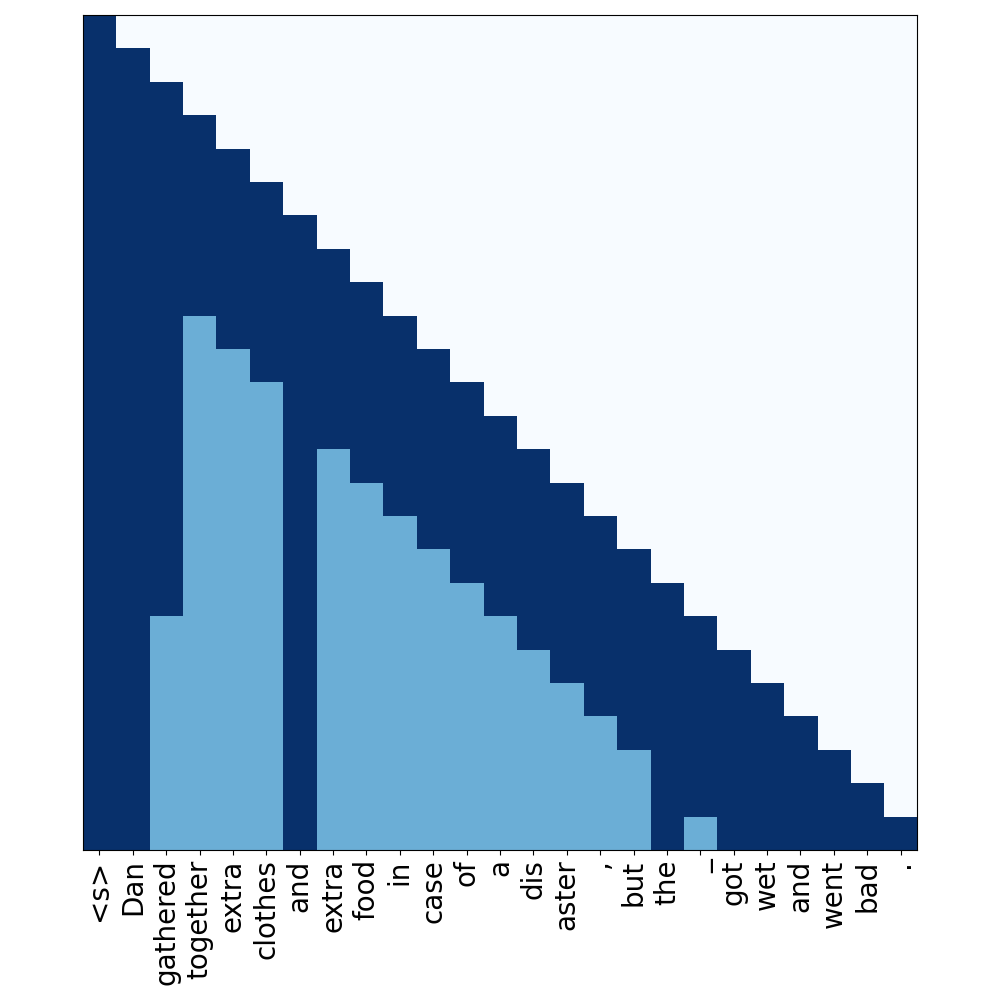 <s> Dan gathered together extra clothes and extra food in case of a dis aster , but the _ got wet and went bad .